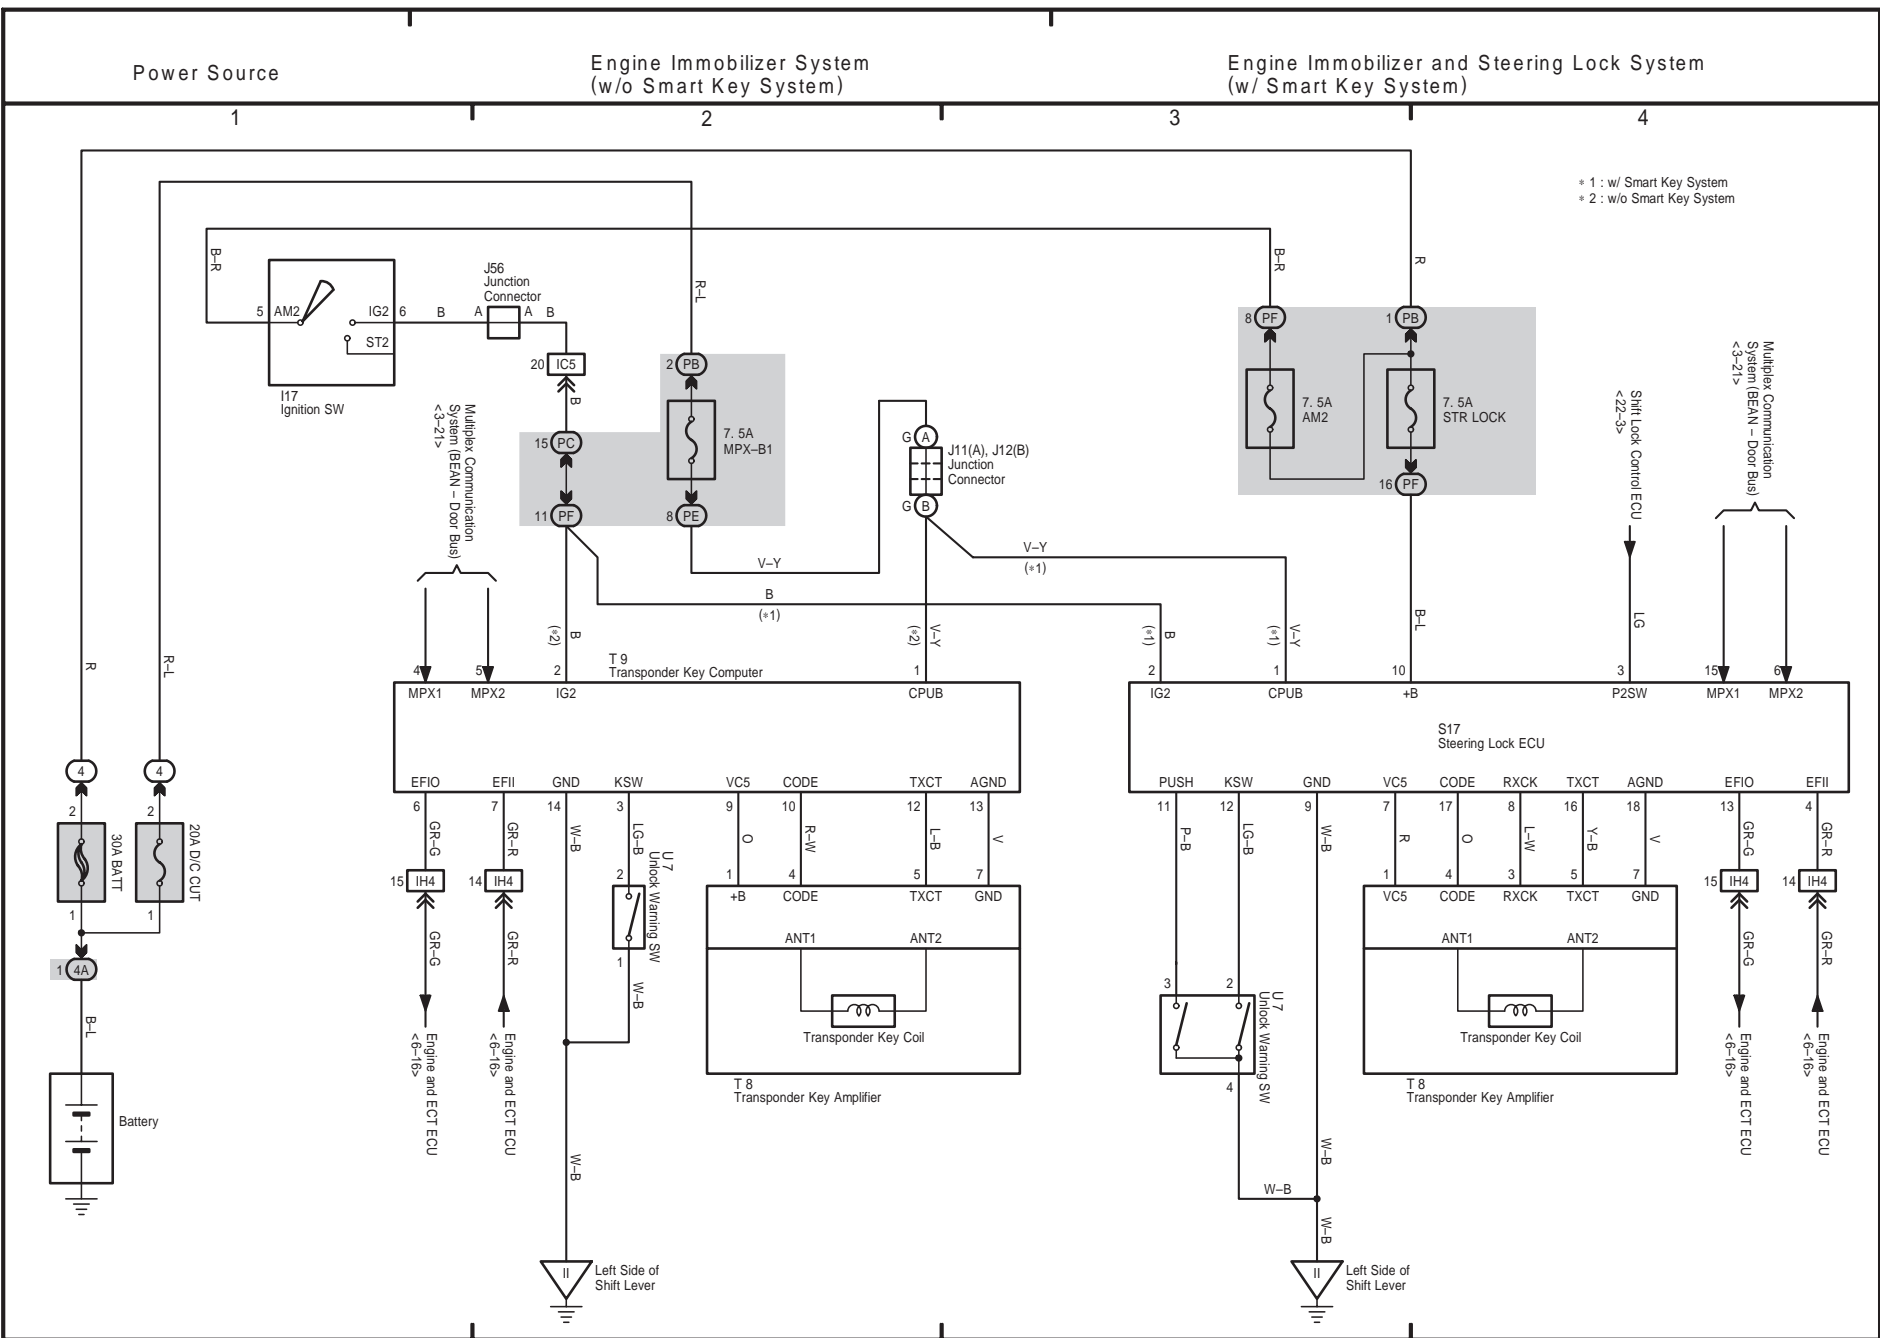 Power Source
Engine Immobilizer System
(w/o Smart Key System)
Engine Immobilizer and Steering Lock System
(w/ Smart Key System)
1
2
3
4
∗ 1 : w/ Smart Key System
∗ 2 : w/o Smart Key System
B–R
5
AM2
IG2
6
ST2
I17
Ignition SW
B
A
J56
Junction
Connector
A
B
20
IC5
B
15
PC
11
PF
R–L
2
PB
7. 5A
MPX–B1
8
PE
G
A
J11(A), J12(B)
Junction
Connector
G
B
B–R
R
8
PF
1
PB
7. 5A
AM2
7. 5A
STR LOCK
16
PF
Multiplex Communication
System (BEAN – Door Bus)
<3–21>
Shift Lock Control ECU
<22–3>
Multiplex Communication
System (BEAN – Door Bus)
<3–21>
V–Y
V–Y
(∗1)
B
(∗1)
R
R–L
B
(∗2)
V–Y
(∗2)
B
(∗1)
V–Y
(∗1)
B–L
LG
T 9
Transponder Key Computer
4
5
2
1
MPX1
MPX2
IG2
CPUB
2
1
10
3
15
6
IG2
CPUB
+B
P2SW
MPX1
MPX2
S17
Steering Lock ECU
EFIO
EFII
GND
KSW
VC5
CODE
TXCT
AGND
6
7
14
3
9
10
12
13
PUSH
KSW
GND
VC5
CODE
RXCK
TXCT
AGND
EFIO
EFII
11
12
9
7
17
8
16
18
13
4
GR–G
GR–R
W–B
LG–B
O
R–W
L–B
V
P–B
LG–B
W–B
R
O
L–W
Y–B
V
GR–G
GR–R
4
4
2
2
30A BATT
20A D/C CUT
1
1
1
4A
B–L
Battery
15
IH4
14
IH4
GR–G
GR–R
Engine and ECT ECU
<6–16>
Engine and ECT ECU
<6–16>
2
U 7
Unlock Warning SW
1
W–B
1
4
5
7
+B
CODE
TXCT
GND
ANT1
ANT2
Transponder Key Coil
T 8
Transponder Key Amplifier
W–B
II
Left Side of
Shift Lever
3
2
U 7
Unlock Warning SW
4
W–B
W–B
W–B
II
Left Side of
Shift Lever
1
4
3
5
7
VC5
CODE
RXCK
TXCT
GND
ANT1
ANT2
Transponder Key Coil
T 8
Transponder Key Amplifier
15
IH4
14
IH4
GR–G
GR–R
Engine and ECT ECU
<6–16>
Engine and ECT ECU
<6–16>